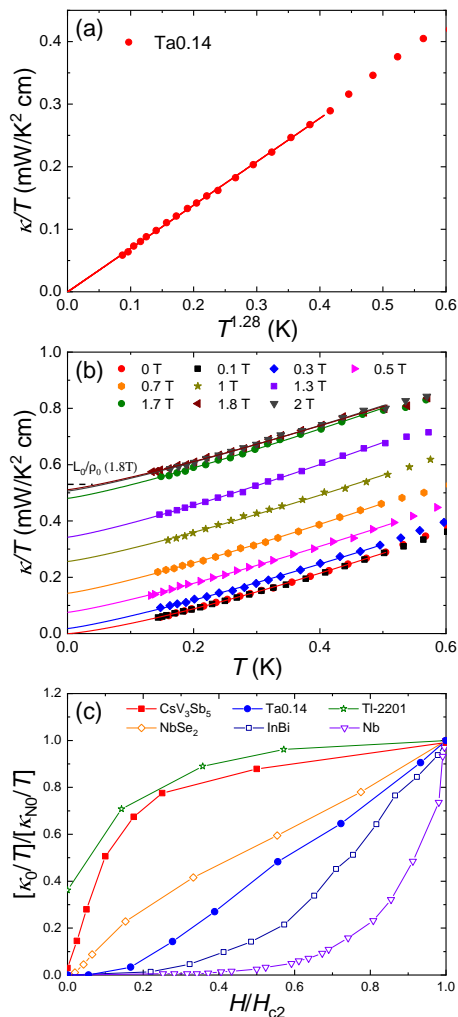 (a)
Ta0.14
0.4
0.3
0.2
0.1
0.0
κ/T (mW/K² cm)
0.0 0.1 0.2 0.3 0.4 0.5 0.6
T^1.28 (K)
(b)
0 T 0.1 T 0.3 T 0.5 T
0.7 T 1 T 1.3 T
1.7 T 1.8 T 2 T
1.0
0.8
0.6
0.4
0.2
0.0
κ/T (mW/K² cm)
L₀/ρ₀ (1.8T)
0.0 0.2 0.4 0.6
T (K)
(c)
CsV₃Sb₅ Ta0.14 Tl-2201
NbSe₂ InBi Nb
1.2
1.0
0.8
0.6
0.4
0.2
0.0
[κ₀/T]/[κ_N0/T]
0.0 0.2 0.4 0.6 0.8 1.0
H/H_c2